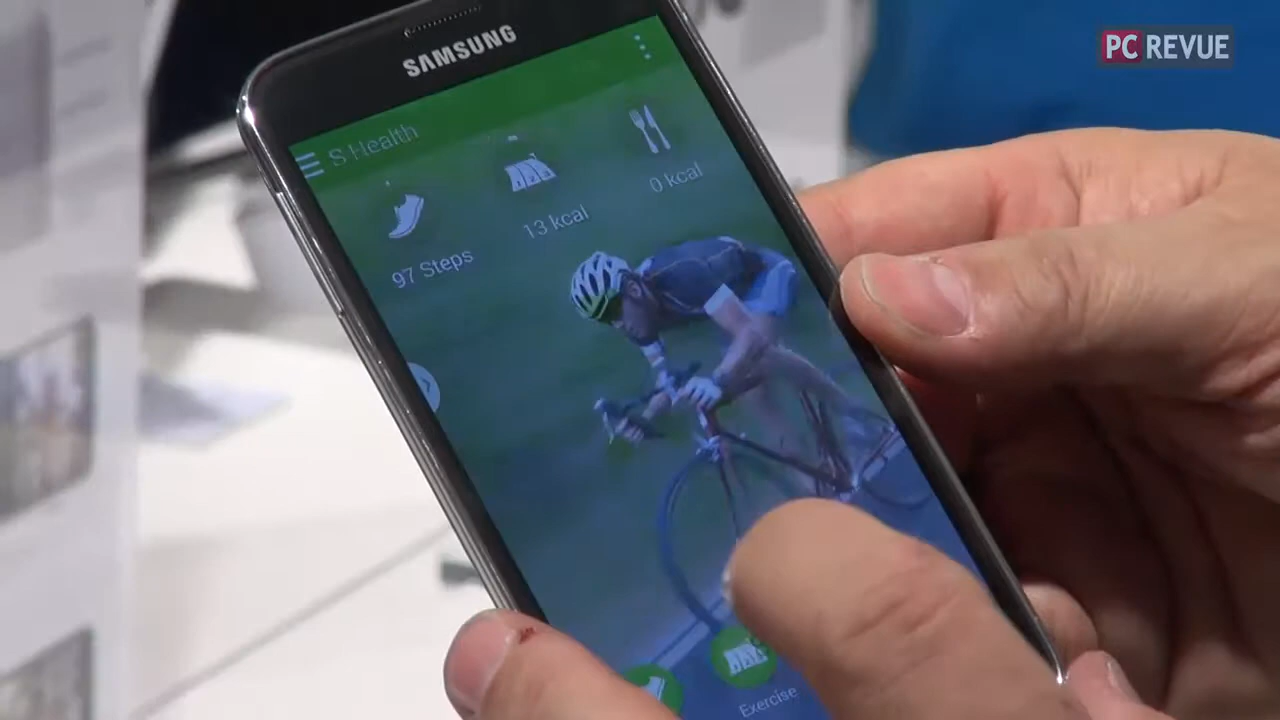 PC REVUE
SAMSUNG
S Health
97 Steps
13 kcal
0 kcal
Exercise